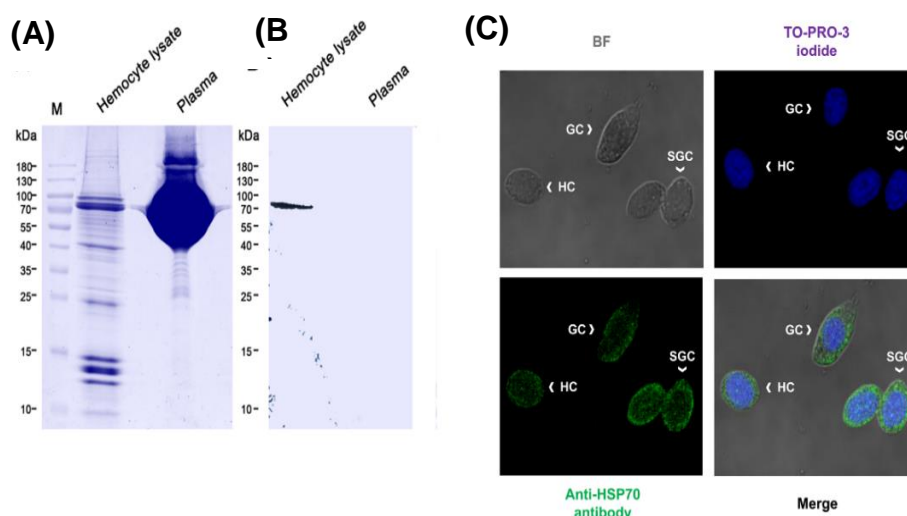 (A)
(B
(C)
M
Hemocyte lysate
Plasma
kDa
180
130
100
70
55
40
35
25
15
10
Hemocyte lysate
Plasma
kDa
180
130
100
70
55
40
35
25
15
10
BF
TO-PRO-3
iodide
GC
SGC
HC
GC
SGC
HC
GC
SGC
HC
GC
SGC
HC
Anti-HSP70
antibody
Merge